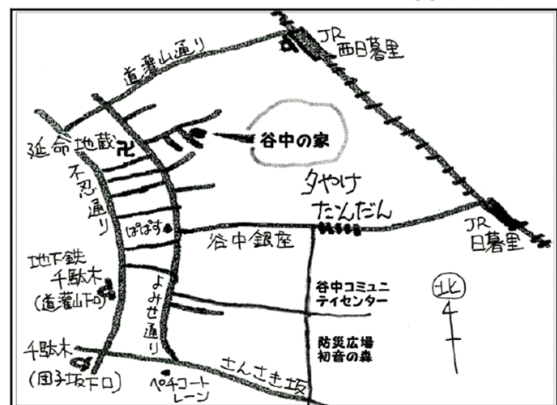 JR
西日暮里
道灌山通り
延命地蔵
卍
谷中の家
不忍通り
夕やけ
だんだん
ぱぱす
谷中銀座
JR
日暮里
地下鉄
千駄木
(道灌山下口)
よみせ通り
谷中コミュニ
ティセンター
北
防災広場
初音の森
千駄木
(団子坂下口)
ペチコート
レーン
さんさき坂